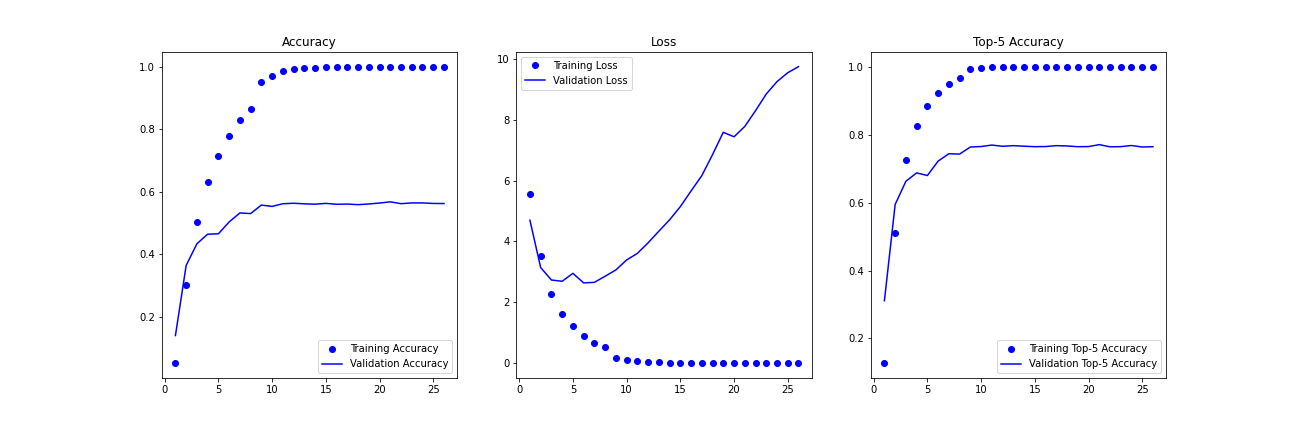 Accuracy
1.0
0.8
0.6
0.4
0.2
0 5 10 15 20 25
Training Accuracy
Validation Accuracy
Loss
10
8
6
4
2
0
0 5 10 15 20 25
Training Loss
Validation Loss
Top-5 Accuracy
1.0
0.8
0.6
0.4
0.2
0 5 10 15 20 25
Training Top-5 Accuracy
Validation Top-5 Accuracy